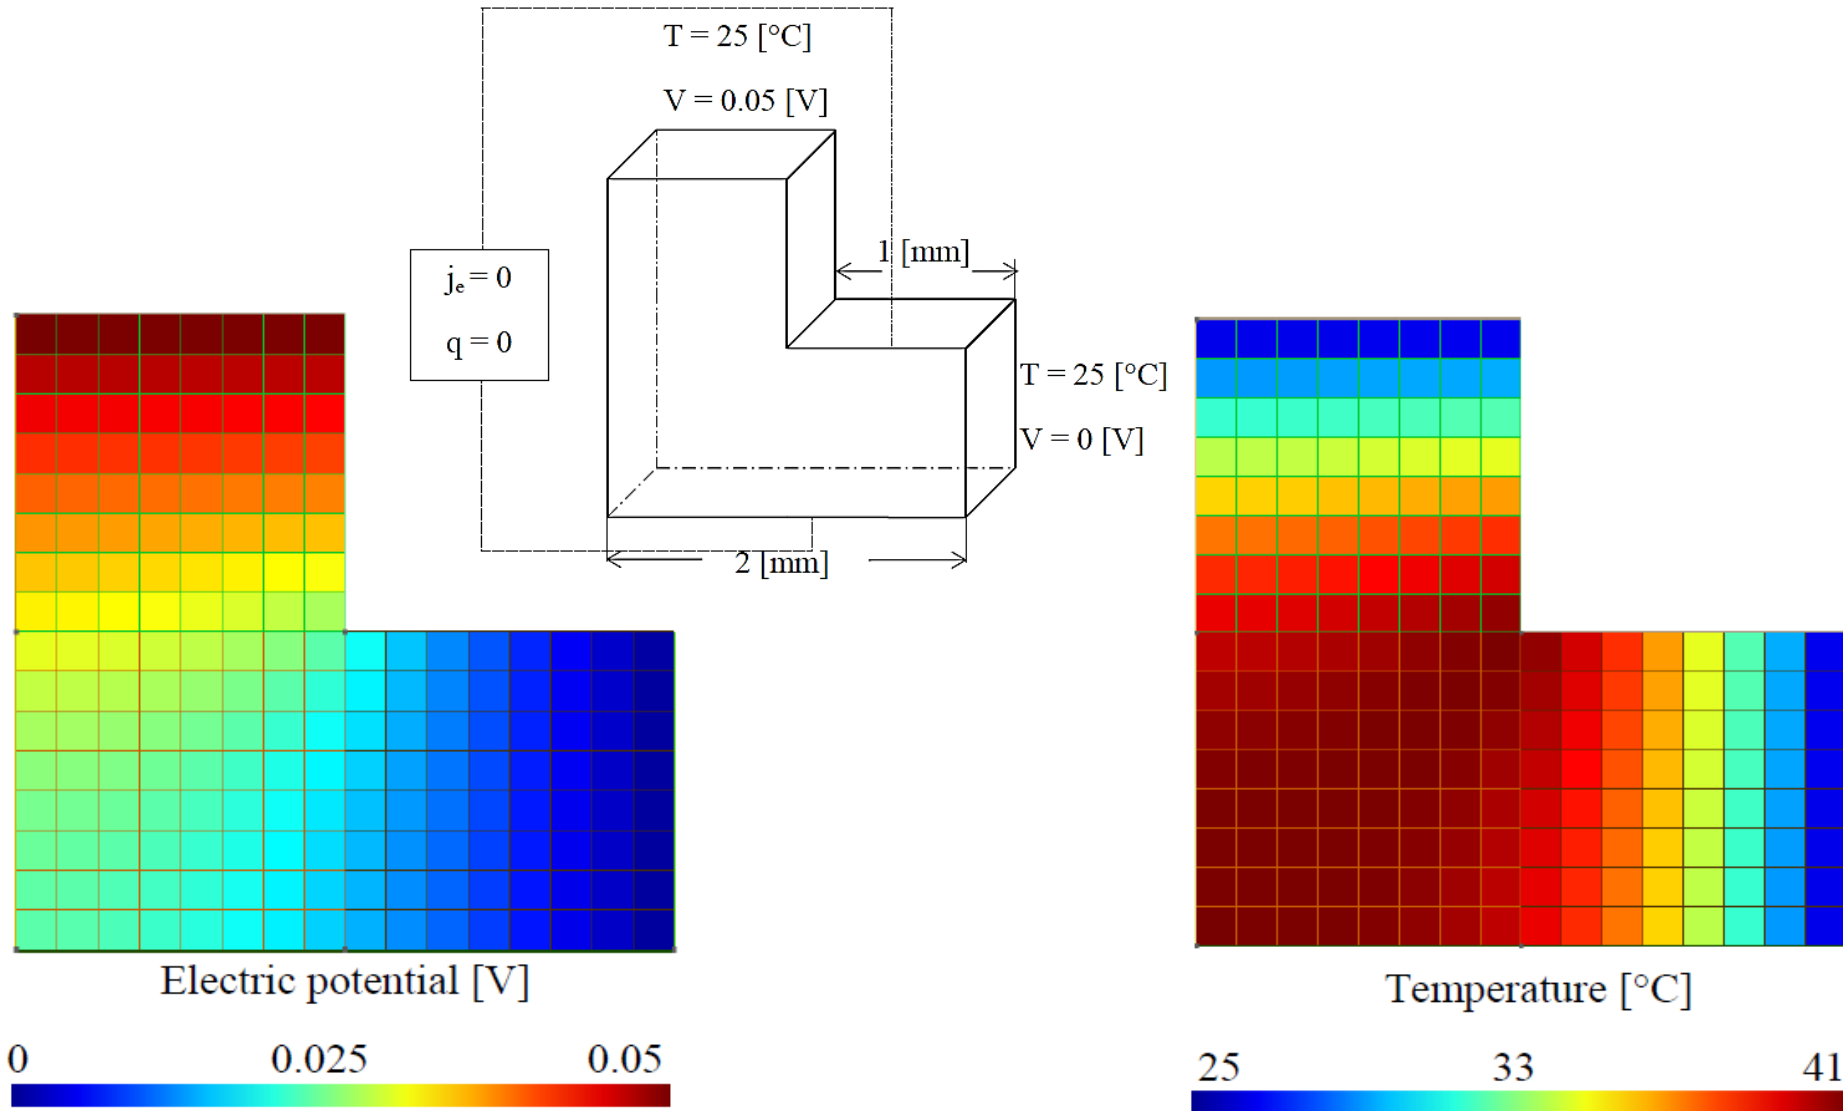 T = 25 [°C]
V = 0.05 [V]
jₑ = 0
q = 0
1 [mm]
T = 25 [°C]
V = 0 [V]
2 [mm]
Electric potential [V]
0 0.025 0.05
Temperature [°C]
25 33 41